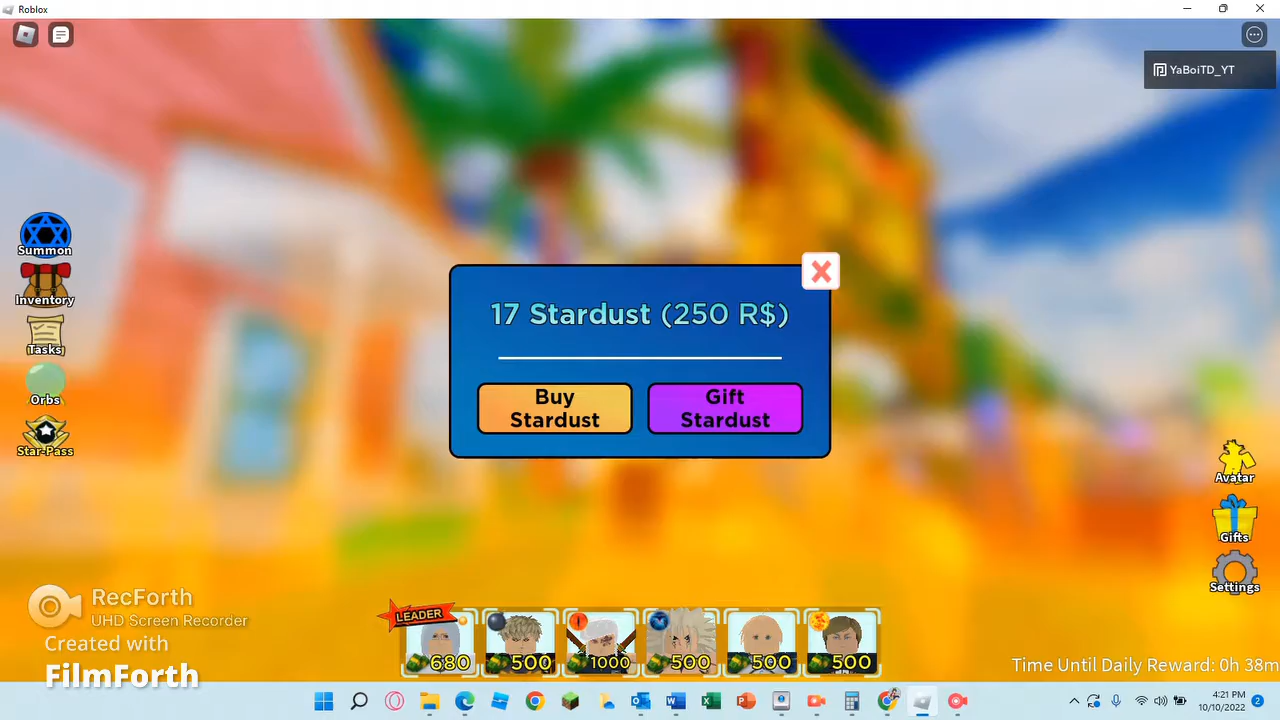 Roblox
YaBoiTD_YT
Summon
Inventory
Tasks
Orbs
Star-Pass
17 Stardust (250 R$)
Buy
Stardust
Gift
Stardust
Avatar
Gifts
Settings
RecForth
UHD Screen Recorder
Created with
FilmForth
LEADER
680
500
1000
500
500
500
Time Until Daily Reward: 0h 38m
4:21 PM
10/10/2022
2